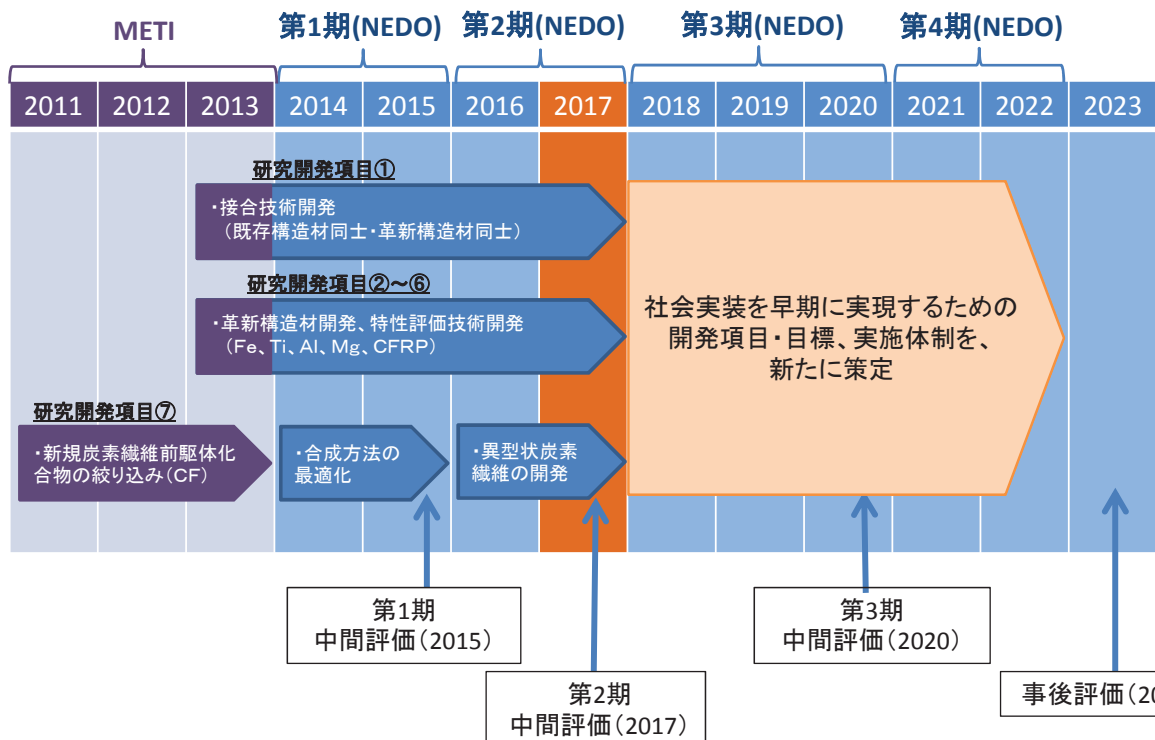 METI
第1期(NEDO)
第2期(NEDO)
第3期(NEDO)
第4期(NEDO)
2011
2012
2013
2014
2015
2016
2017
2018
2019
2020
2021
2022
2023
研究開発項目①
・接合技術開発
（既存構造材同士・革新構造材同士）
研究開発項目②～⑥
・革新構造材開発、特性評価技術開発
（Fe、Ti、Al、Mg、CFRP）
研究開発項目⑦
・新規炭素繊維前駆体化
合物の絞り込み（CF）
・合成方法の
最適化
・異型状炭素
繊維の開発
社会実装を早期に実現するための
開発項目・目標、実施体制を、
新たに策定
第1期
中間評価（2015）
第2期
中間評価（2017）
第3期
中間評価（2020）
事後評価（20